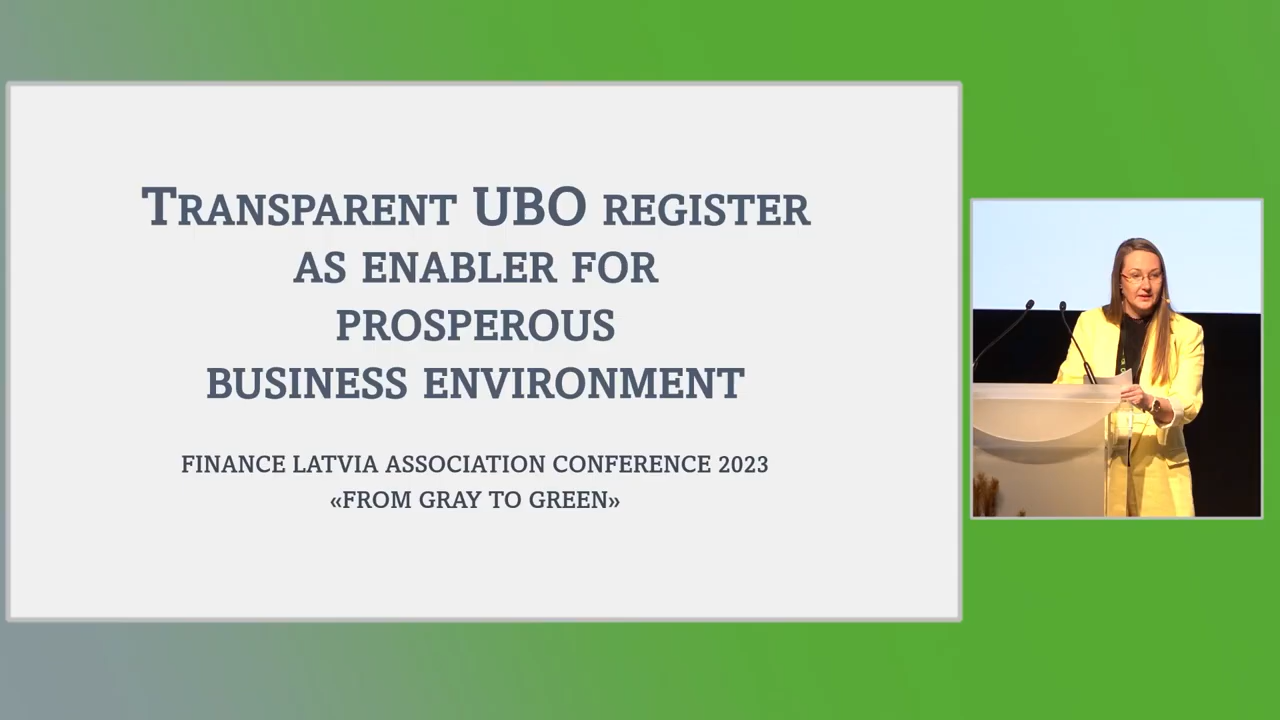 TRANSPARENT UBO REGISTER
AS ENABLER FOR
PROSPEROUS
BUSINESS ENVIRONMENT
FINANCE LATVIA ASSOCIATION CONFERENCE 2023
«FROM GRAY TO GREEN»